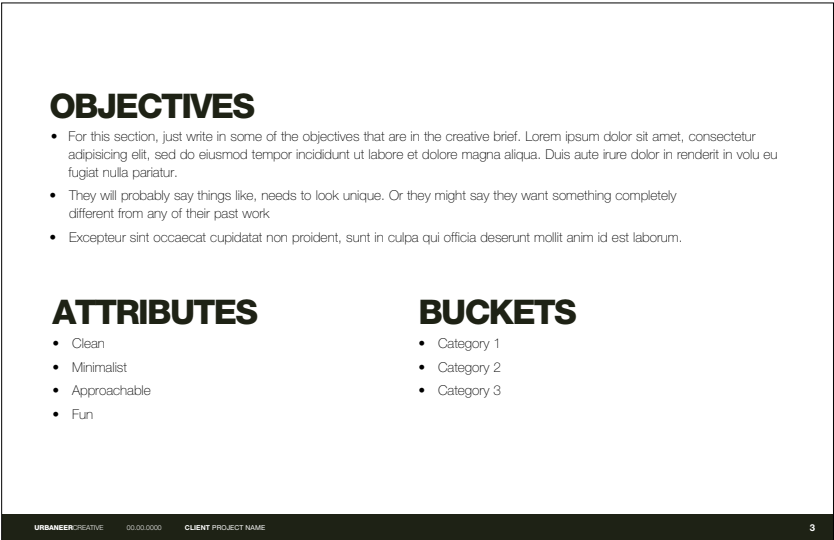 OBJECTIVES
• For this section, just write in some of the objectives that are in the creative brief. Lorem ipsum dolor sit amet, consectetur
adipisicing elit, sed do eiusmod tempor incididunt ut labore et dolore magna aliqua. Duis aute irure dolor in renderit in volu eu
fugiat nulla pariatur.
• They will probably say things like, needs to look unique. Or they might say they want something completely
different from any of their past work
• Excepteur sint occaecat cupidatat non proident, sunt in culpa qui officia deserunt mollit anim id est laborum.
ATTRIBUTES
• Clean
• Minimalist
• Approachable
• Fun
BUCKETS
• Category 1
• Category 2
• Category 3
URBANEERCREATIVE 00.00.0000 CLIENT PROJECT NAME 3